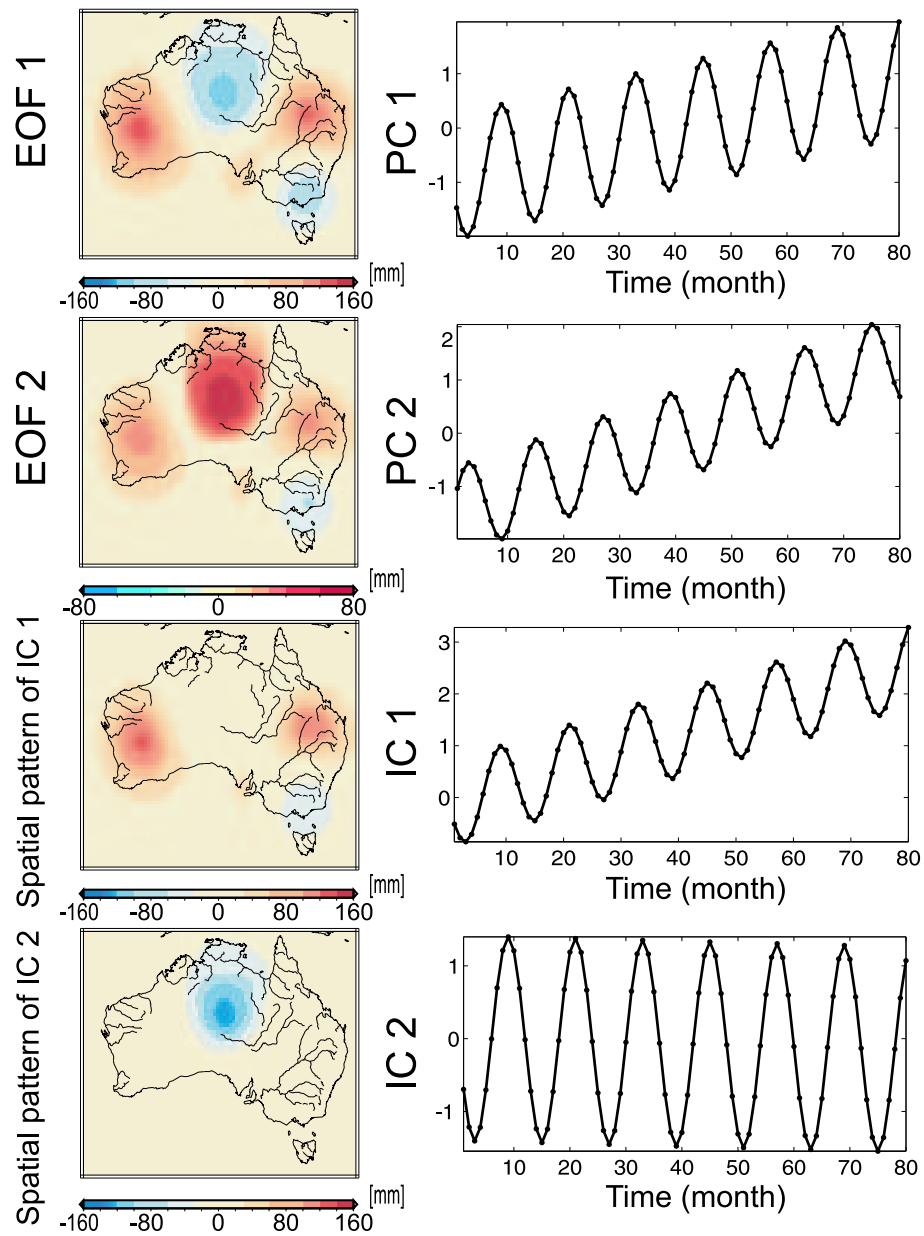 EOF 1
[mm]
-160 -80 0 80 160
PC 1
1
0
-1
10 20 30 40 50 60 70 80
Time (month)
EOF 2
[mm]
-80 0 80
PC 2
2
1
0
-1
10 20 30 40 50 60 70 80
Time (month)
Spatial pattern of IC 1
[mm]
-160 -80 0 80 160
IC 1
3
2
1
0
10 20 30 40 50 60 70 80
Time (month)
Spatial pattern of IC 2
[mm]
-160 -80 0 80 160
IC 2
1
0
-1
10 20 30 40 50 60 70 80
Time (month)